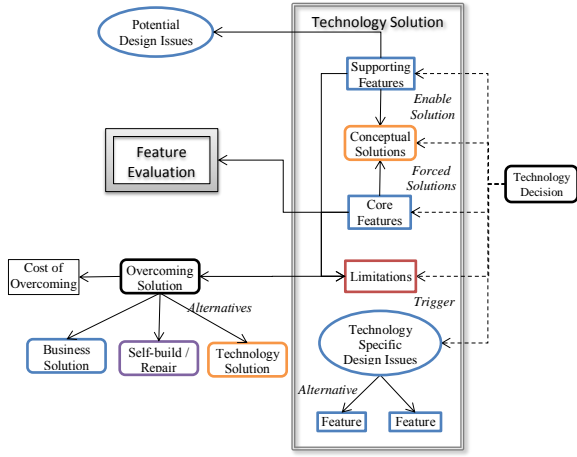 Potential
Design Issues
Technology Solution
Supporting
Features
Enable
Solution
Conceptual
Solutions
Feature
Evaluation
Forced
Solutions
Technology
Decision
Core
Features
Cost of
Overcoming
Overcoming
Solution
Limitations
Trigger
Alternatives
Business
Solution
Self-build /
Repair
Technology
Solution
Technology
Specific
Design Issues
Alternative
Feature
Feature